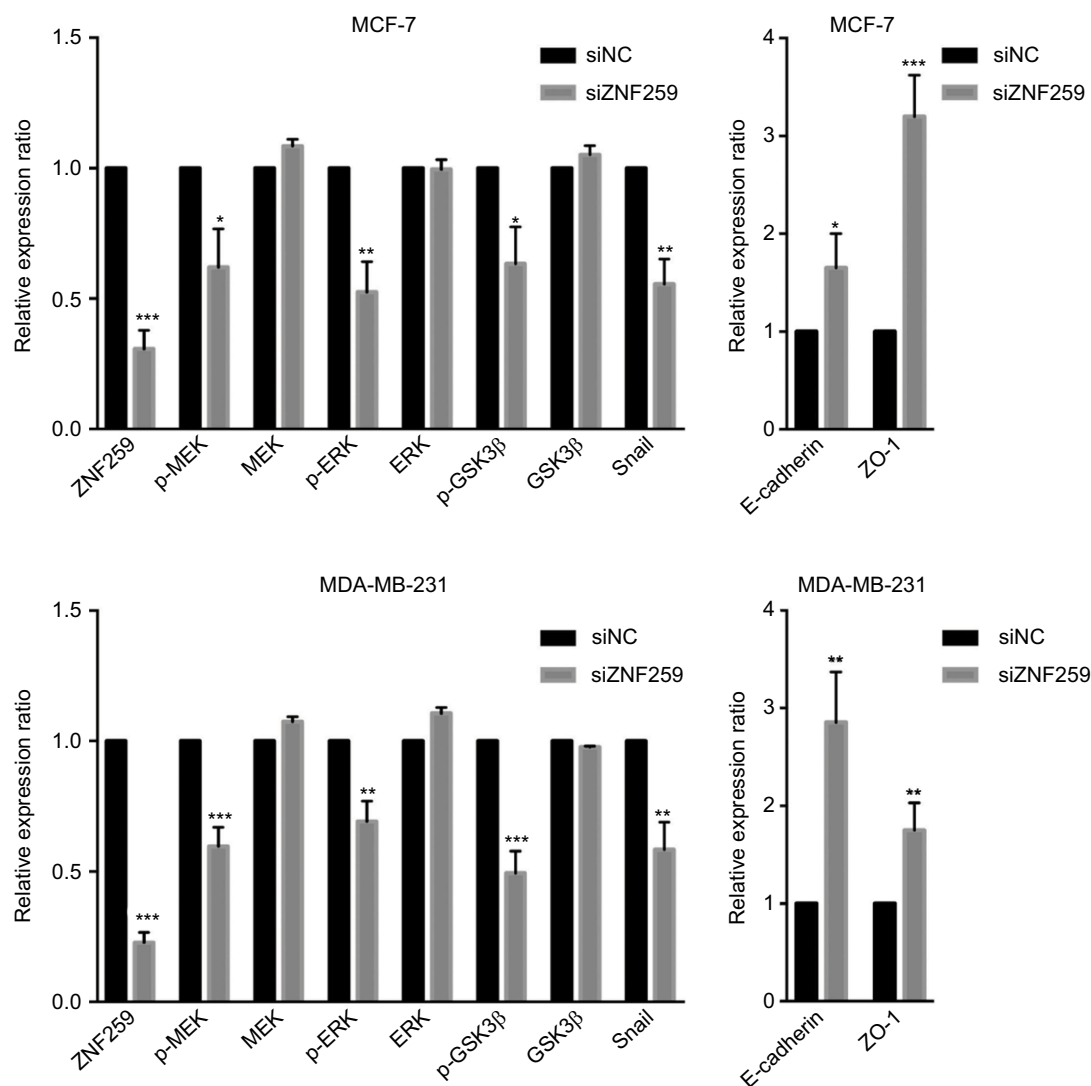 MCF-7
Relative expression ratio
1.5
1.0
0.5
0.0
siNC
siZNF259
***
*
**
*
**
ZNF259
p-MEK
MEK
p-ERK
ERK
p-GSK3β
GSK3β
Snail
MCF-7
Relative expression ratio
4
3
2
1
0
siNC
siZNF259
*
***
E-cadherin
ZO-1
MDA-MB-231
Relative expression ratio
1.5
1.0
0.5
0.0
siNC
siZNF259
***
***
**
***
**
ZNF259
p-MEK
MEK
p-ERK
ERK
p-GSK3β
GSK3β
Snail
MDA-MB-231
Relative expression ratio
4
3
2
1
0
siNC
siZNF259
**
**
E-cadherin
ZO-1